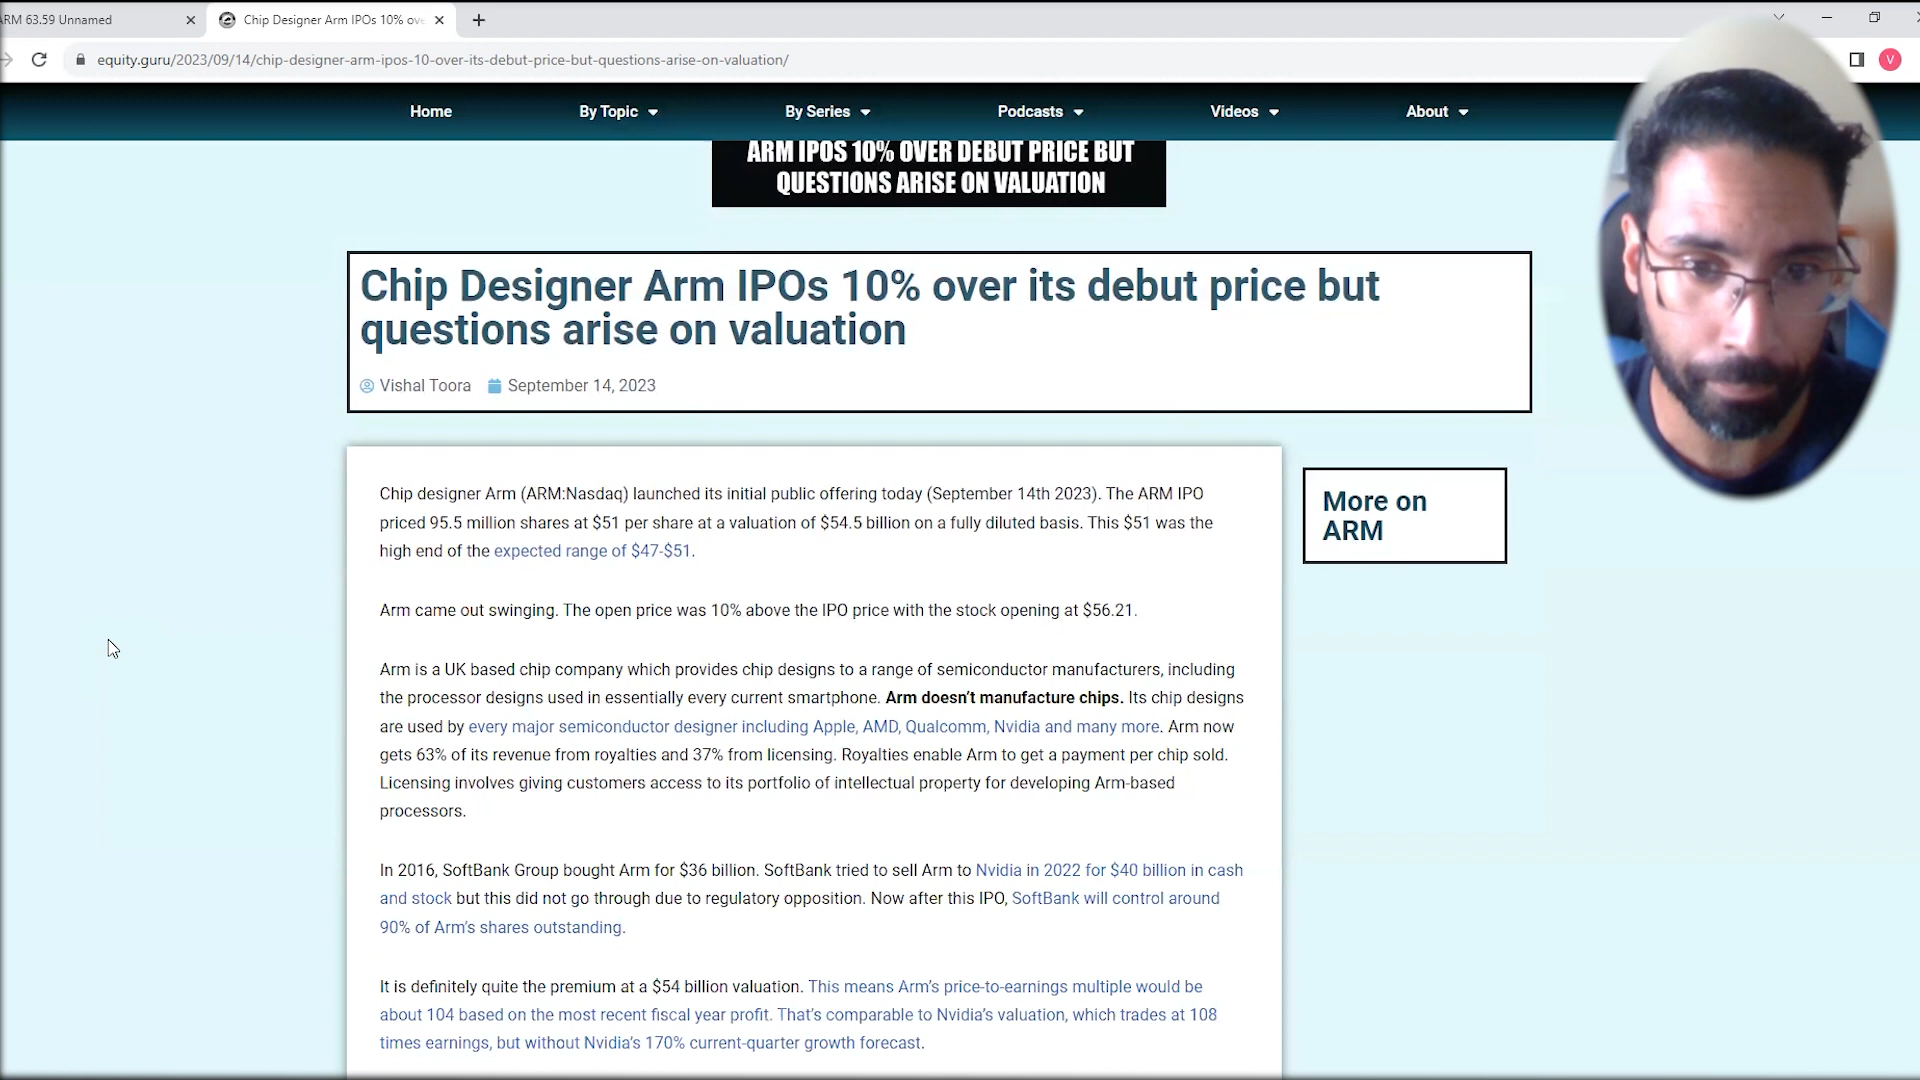 ARM 63.59 Unnamed
Chip Designer Arm IPOs 10% ove
equity.guru/2023/09/14/chip-designer-arm-ipos-10-over-its-debut-price-but-questions-arise-on-valuation/
V
Home By Topic By Series Podcasts Videos About
ARM IPOS 10% OVER DEBUT PRICE BUT
QUESTIONS ARISE ON VALUATION
Chip Designer Arm IPOs 10% over its debut price but
questions arise on valuation
Vishal Toora September 14, 2023
Chip designer Arm (ARM:Nasdaq) launched its initial public offering today (September 14th 2023). The ARM IPO
priced 95.5 million shares at $51 per share at a valuation of $54.5 billion on a fully diluted basis. This $51 was the
high end of the expected range of $47-$51.
Arm came out swinging. The open price was 10% above the IPO price with the stock opening at $56.21.
Arm is a UK based chip company which provides chip designs to a range of semiconductor manufacturers, including
the processor designs used in essentially every current smartphone. Arm doesn’t manufacture chips. Its chip designs
are used by every major semiconductor designer including Apple, AMD, Qualcomm, Nvidia and many more. Arm now
gets 63% of its revenue from royalties and 37% from licensing. Royalties enable Arm to get a payment per chip sold.
Licensing involves giving customers access to its portfolio of intellectual property for developing Arm-based
processors.
In 2016, SoftBank Group bought Arm for $36 billion. SoftBank tried to sell Arm to Nvidia in 2022 for $40 billion in cash
and stock but this did not go through due to regulatory opposition. Now after this IPO, SoftBank will control around
90% of Arm’s shares outstanding.
It is definitely quite the premium at a $54 billion valuation. This means Arm’s price-to-earnings multiple would be
about 104 based on the most recent fiscal year profit. That’s comparable to Nvidia’s valuation, which trades at 108
times earnings, but without Nvidia’s 170% current-quarter growth forecast.
More on
ARM